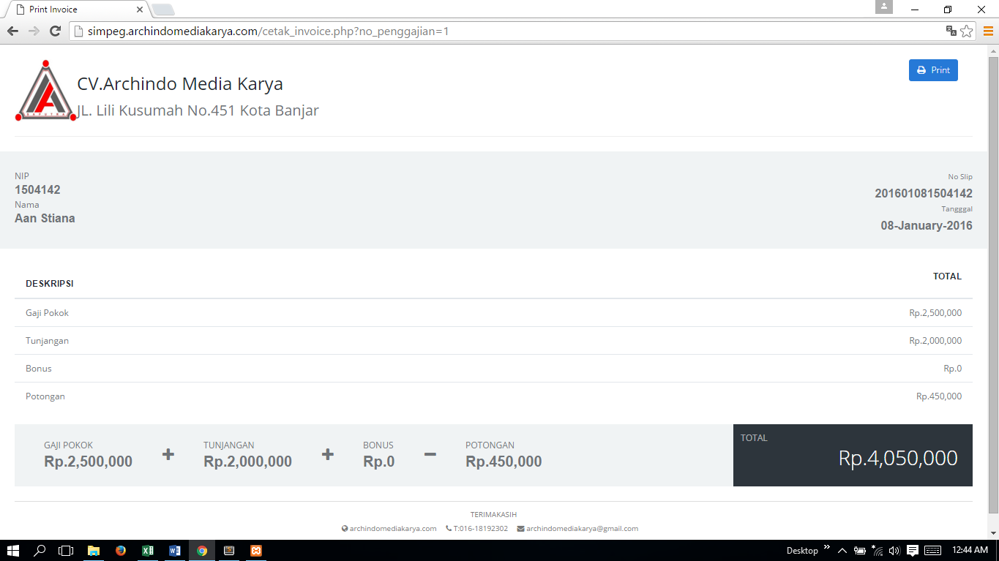 Print Invoice
simpeg.archindomediakarya.com/cetak_invoice.php?no_penggajian=1
CV.Archindo Media Karya
JL. Lili Kusumah No.451 Kota Banjar
SAPUTRA
Print
NIP
1504142
Nama
Aan Stiana
No Slip
201601081504142
Tangggal
08-January-2016
DESKRIPSI TOTAL
Gaji Pokok Rp.2,500,000
Tunjangan Rp.2,000,000
Bonus Rp.0
Potongan Rp.450,000
GAJI POKOK TUNJANGAN BONUS POTONGAN TOTAL
Rp.2,500,000 + Rp.2,000,000 + Rp.0 − Rp.450,000 Rp.4,050,000
TERIMAKASIH
archindomediakarya.com T:016-18192302 archindomediakarya@gmail.com
Desktop 12:44 AM